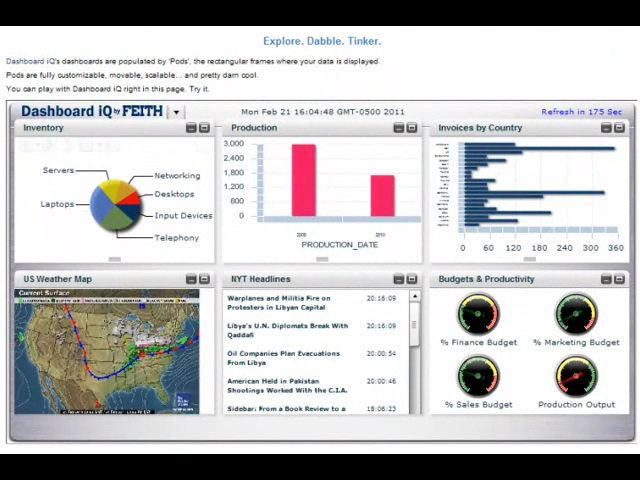 Explore. Dabble. Tinker.
Dashboard iQ's dashboards are populated by 'Pods', the rectangular frames where your data is displayed.
Pods are fully customizable, movable, scalable... and pretty darn cool.
You can play with Dashboard iQ right in this page. Try it.
Dashboard iQ by FEITH
Mon Feb 21 16:04:48 GMT-0500 2011
Refresh in 175 Sec
Inventory
Servers
Networking
Desktops
Laptops
Input Devices
Telephony
Production
3,000
2,400
1,800
1,200
600
0
2009
2010
PRODUCTION_DATE
Invoices by Country
0 60 120 180 240 300 360
US Weather Map
Current Surface
NYT Headlines
Warplanes and Militia Fire on Protesters in Libyan Capital 20:16:09
Libya's U.N. Diplomats Break With Qaddafi 20:16:09
Oil Companies Plan Evacuations From Libya 20:00:54
American Held in Pakistan Shootings Worked With the C.I.A. 20:00:46
Sidebar: From a Book Review to a 18:06:23
Budgets & Productivity
% Finance Budget
% Marketing Budget
% Sales Budget
Production Output